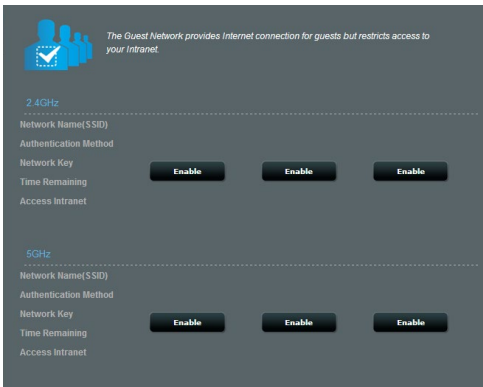 The Guest Network provides Internet connection for guests but restricts access to
your Intranet.
2.4GHz
Network Name(SSID)
Authentication Method
Network Key
Enable Enable Enable
Time Remaining
Access Intranet
5GHz
Network Name(SSID)
Authentication Method
Network Key
Enable Enable Enable
Time Remaining
Access Intranet